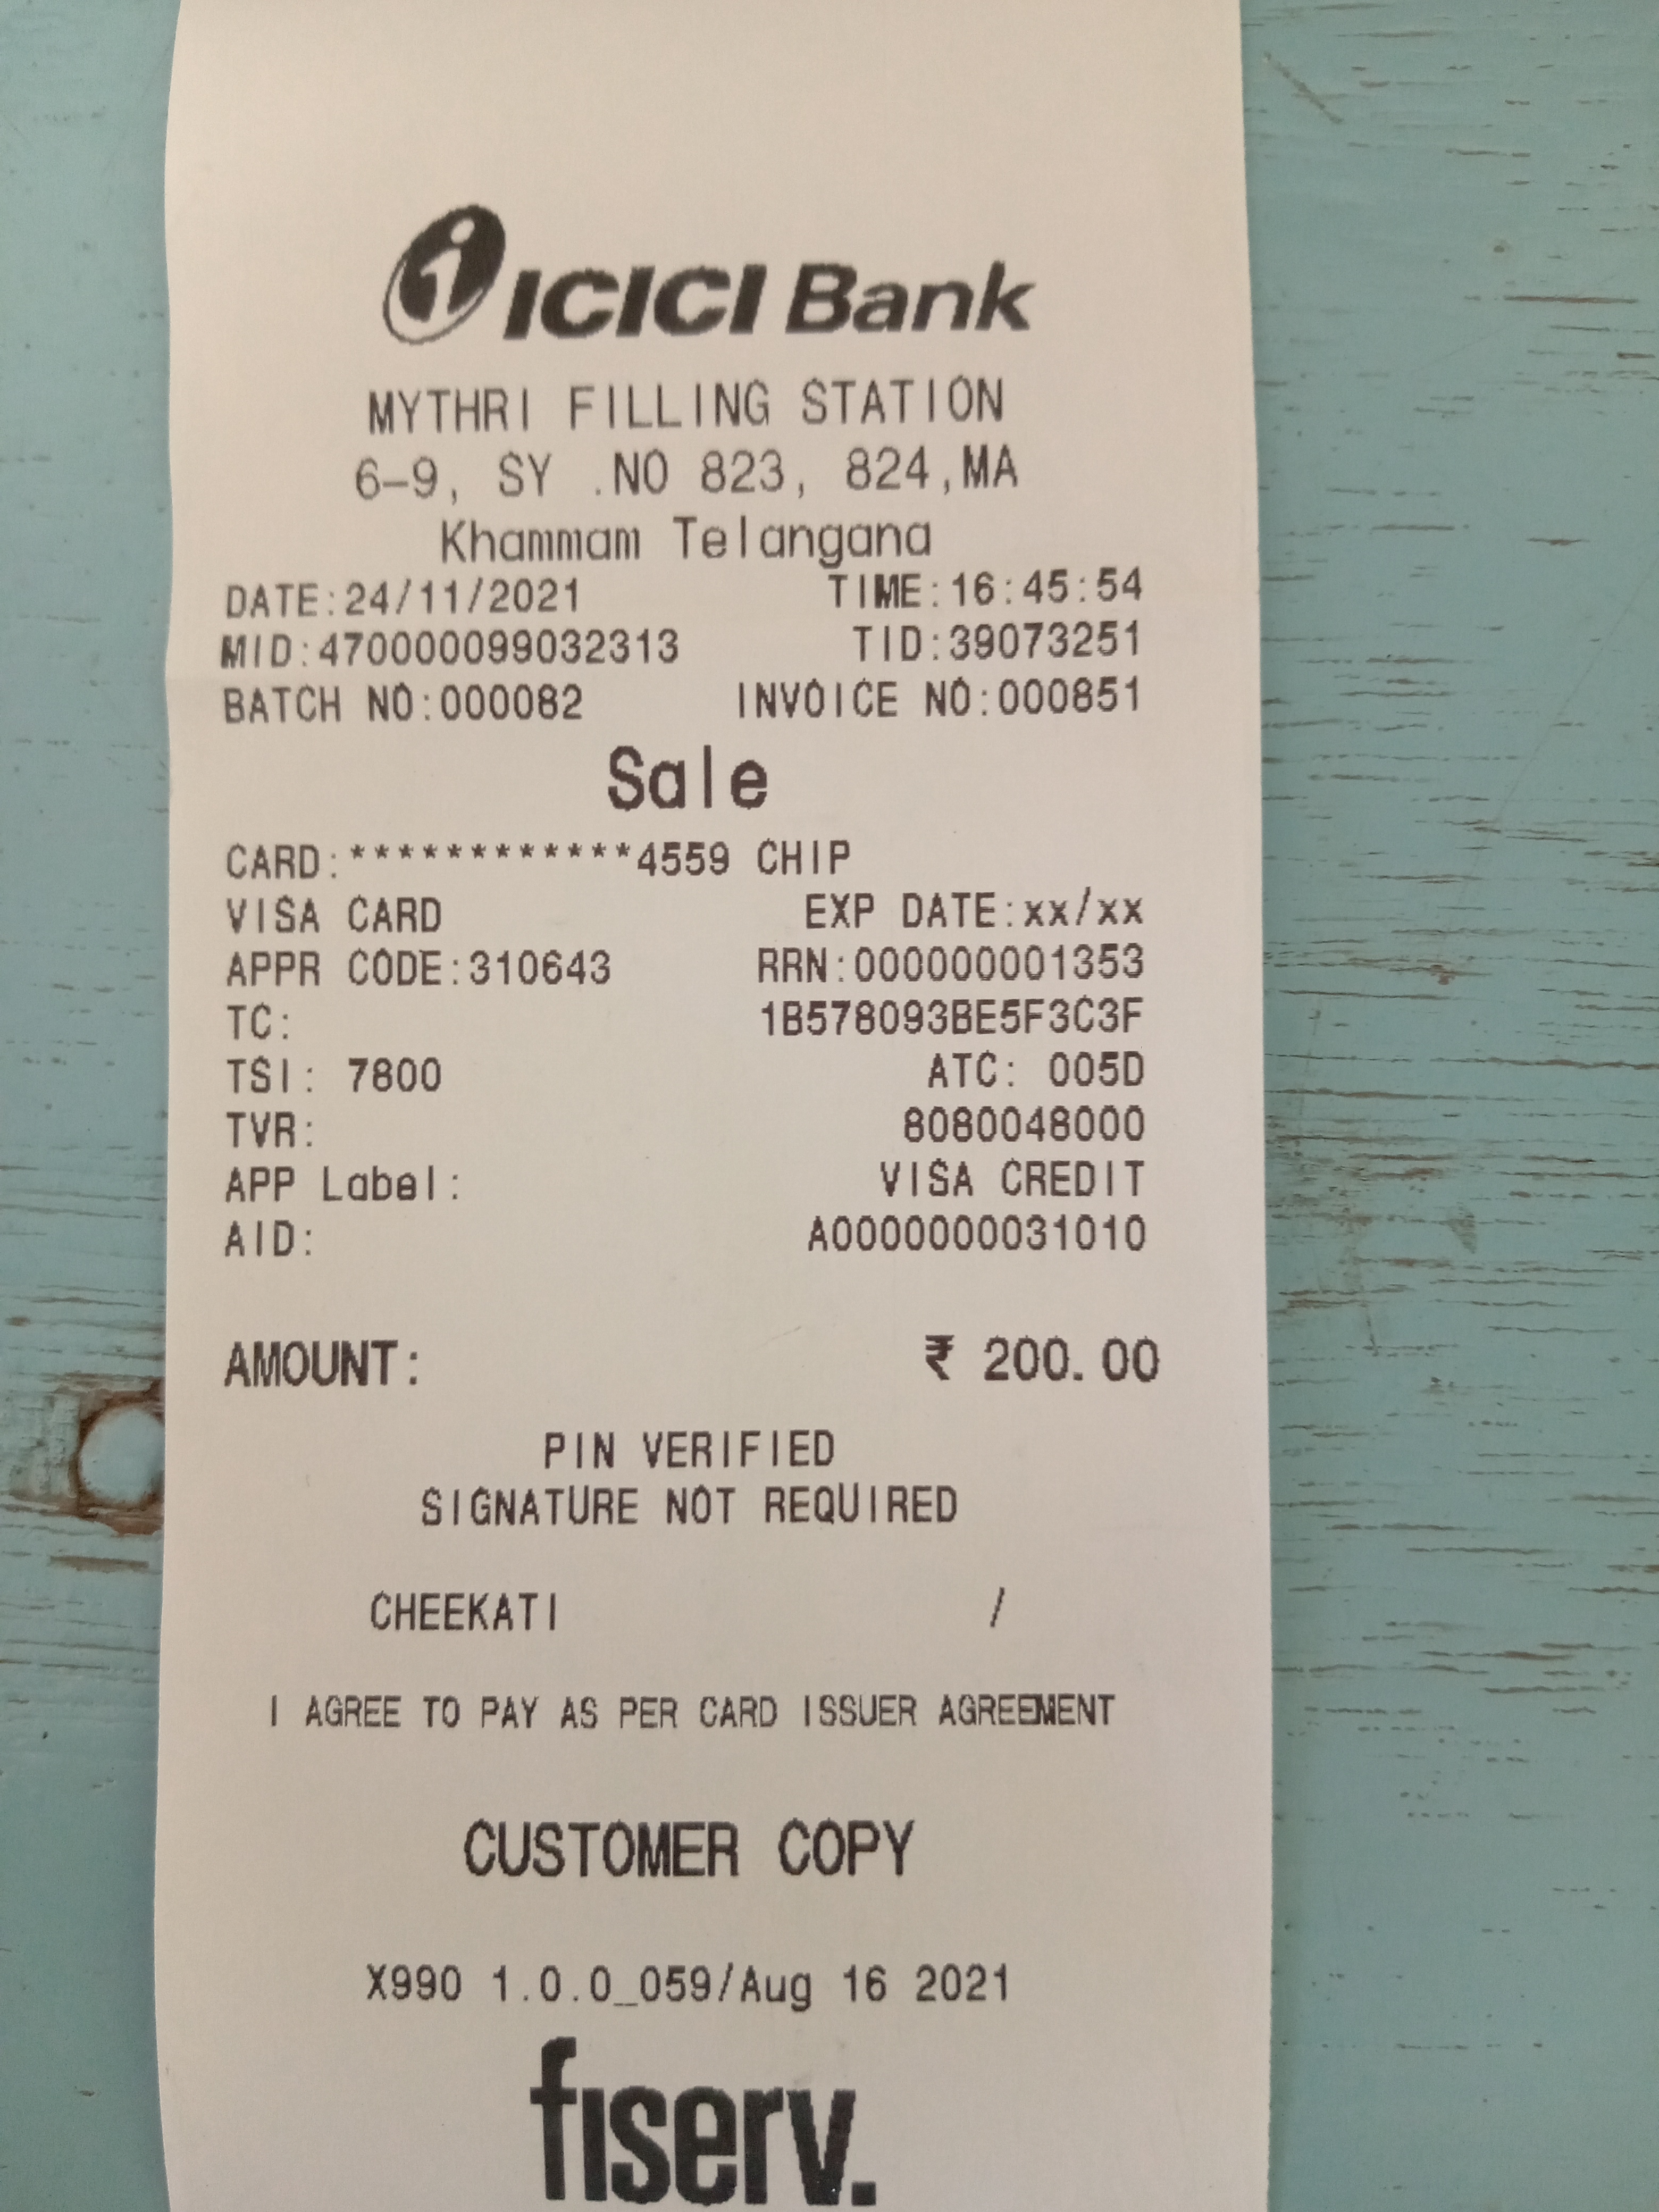 ICICI Bank
MYTHRI FILLING STATION
6-9, SY .NO 823, 824,MA
Khammam Telangana
DATE:24/11/2021 TIME:16:45:54
MID:470000099032313 TID:39073251
BATCH NO:000082 INVOICE NO:000851
Sale
CARD:************4559 CHIP
VISA CARD EXP DATE:xx/xx
APPR CODE:310643 RRN:000000001353
TC: 1B578093BE5F3C3F
TSI: 7800 ATC: 005D
TVR: 8080048000
APP Label: VISA CREDIT
AID: A0000000031010
AMOUNT: ₹ 200.00
PIN VERIFIED
SIGNATURE NOT REQUIRED
CHEEKATI /
I AGREE TO PAY AS PER CARD ISSUER AGREEMENT
CUSTOMER COPY
X990 1.0.0_059/Aug 16 2021
fiserv.